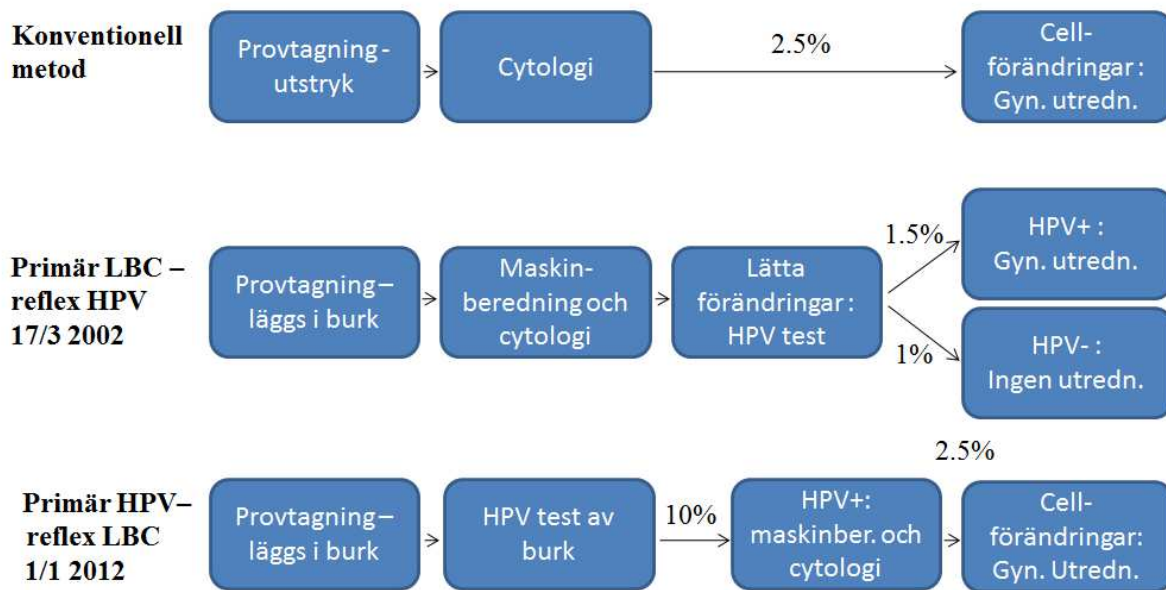 Konventionell
metod
Provtagning -
utstryk
Cytologi
2.5%
Cell-
förändringar :
Gyn. utredn.
Primär LBC –
reflex HPV
17/3 2002
Provtagning –
läggs i burk
Maskin-
beredning och
cytologi
Lätta
förändringar :
HPV test
1.5%
HPV+ :
Gyn. utredn.
1%
HPV- :
Ingen utredn.
Primär HPV–
reflex LBC
1/1 2012
Provtagning –
läggs i burk
HPV test av
burk
10%
HPV+:
maskinber. och
cytologi
2.5%
Cell-
förändringar:
Gyn. Utredn.